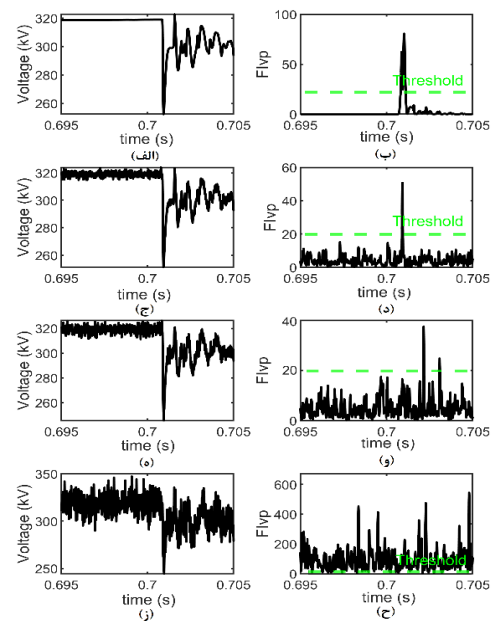 320
300
280
260
Voltage (kV)
0.695 0.7 0.705
time (s)
(الف)
100
50
0
FIvp
Threshold
0.695 0.7 0.705
time (s)
(ب)
320
300
280
260
Voltage (kV)
0.695 0.7 0.705
time (s)
(ج)
60
40
20
0
FIvp
Threshold
0.695 0.7 0.705
time (s)
(د)
320
300
280
260
Voltage (kV)
0.695 0.7 0.705
time (s)
(ه)
40
20
0
FIvp
0.695 0.7 0.705
time (s)
(و)
350
300
250
Voltage (kV)
0.695 0.7 0.705
time (s)
(ز)
600
400
200
0
FIvp
Threshold
0.695 0.7 0.705
time (s)
(ح)